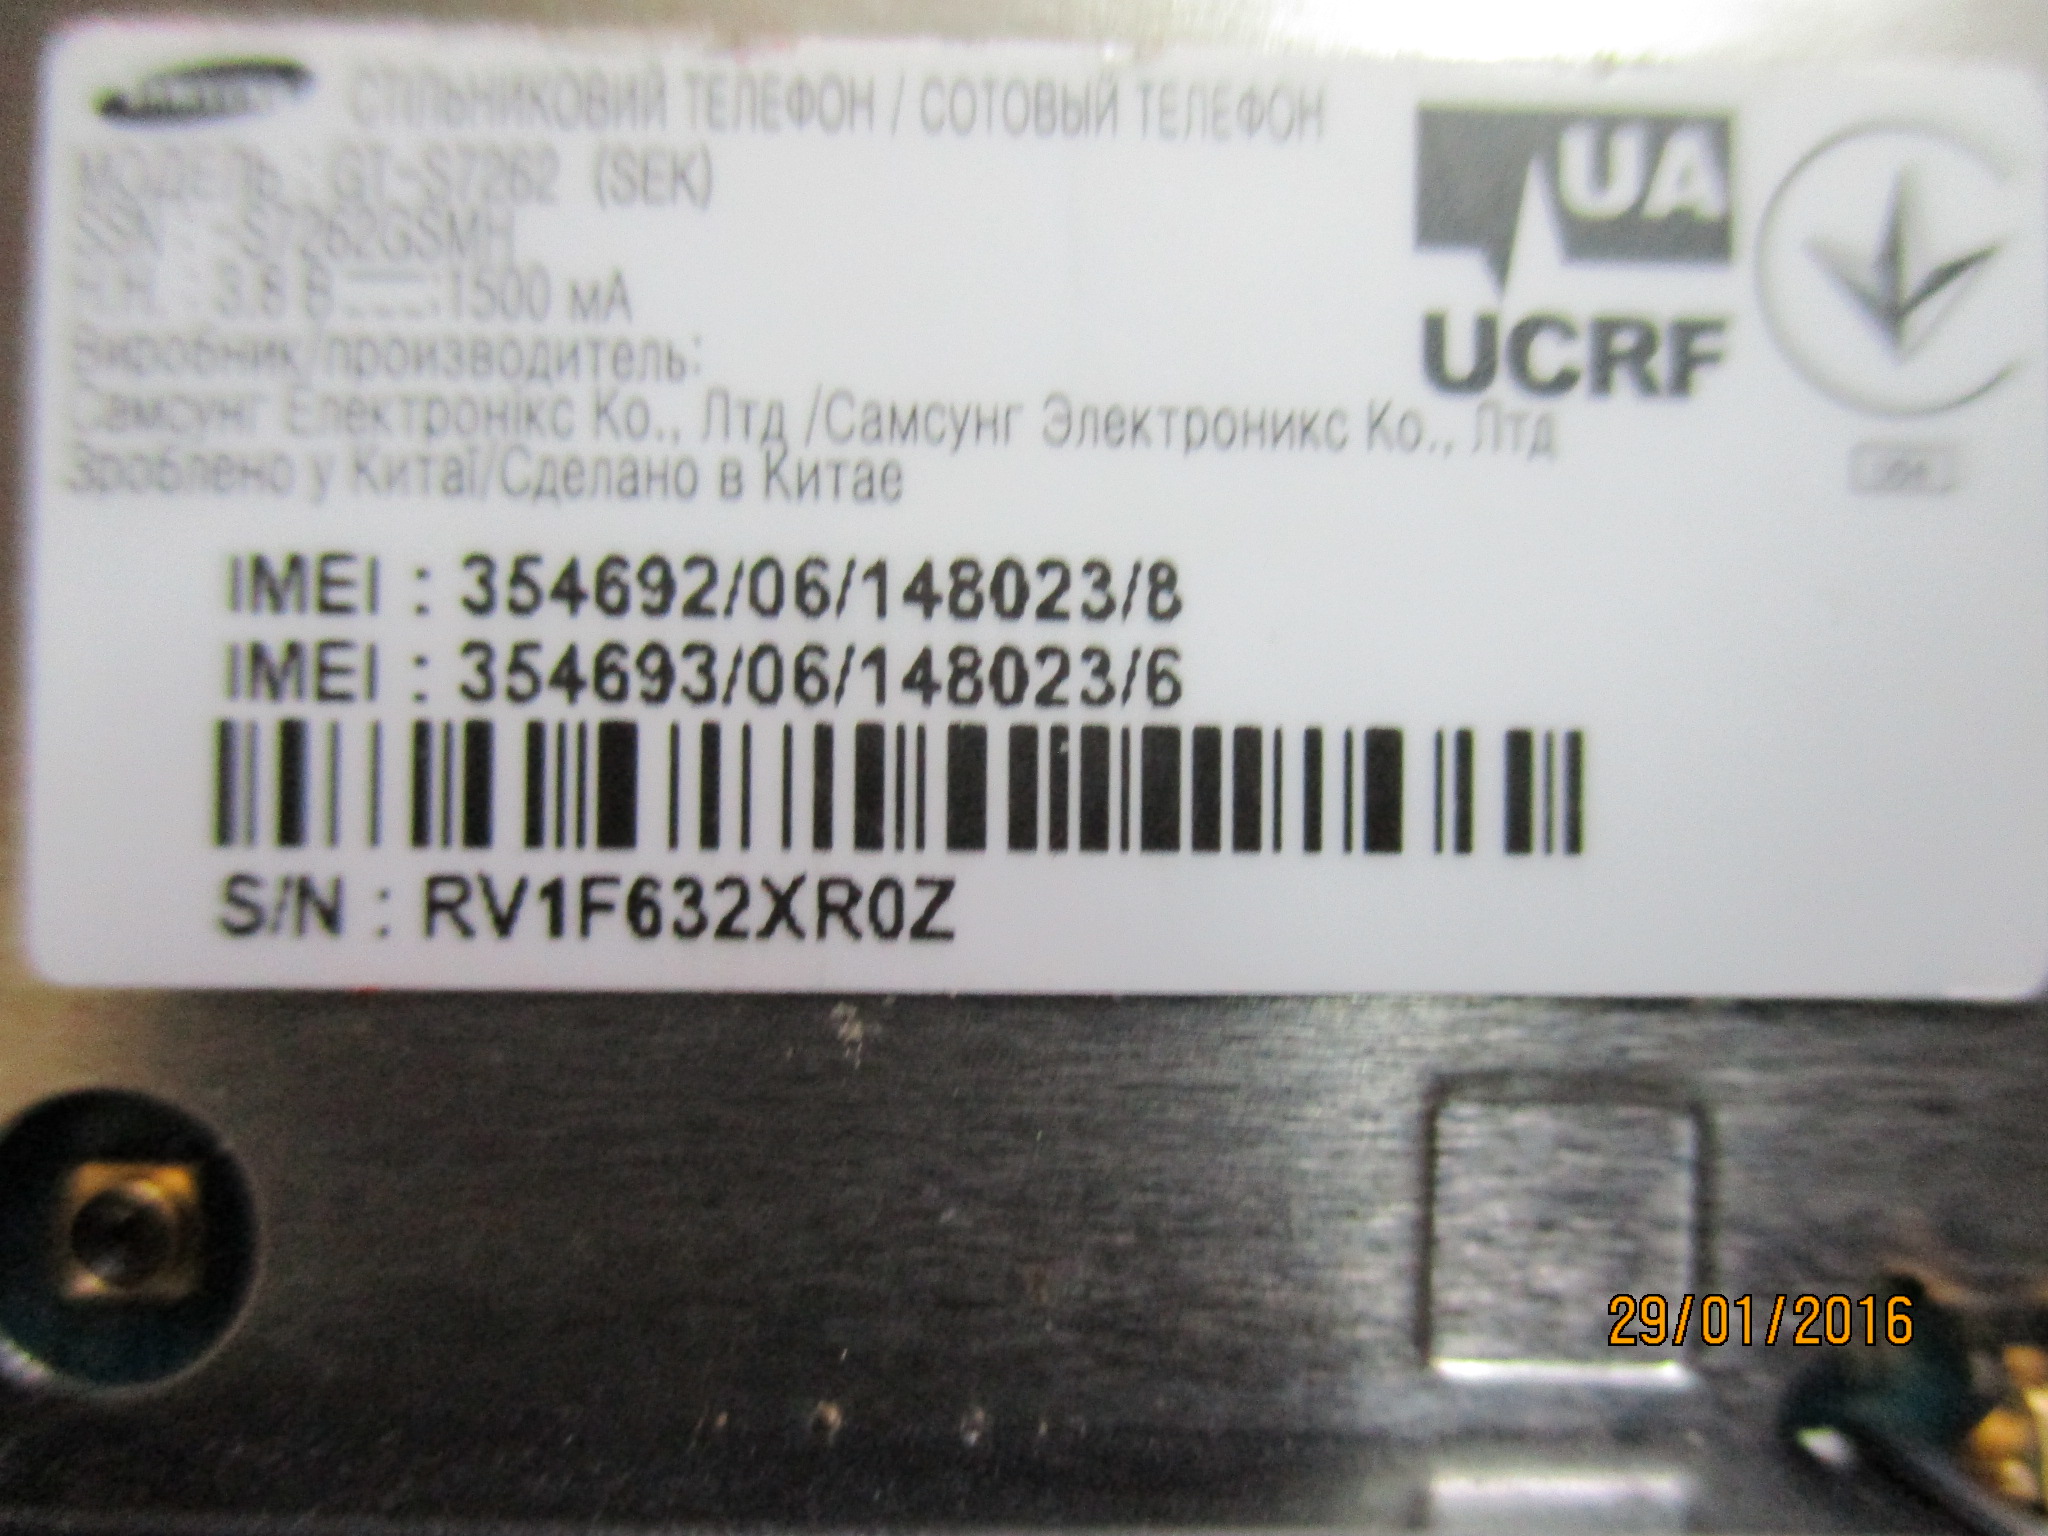 СТІЛЬНИКОВИЙ ТЕЛЕФОН / СОТОВЫЙ ТЕЛЕФОН
МОДЕЛЬ : GT-S7262 (SEK)
SSN : -S7262GSMH
Н.Н. : 3.8 В 1500 мА
Виробник/производитель:
Самсунг Електронікс Ко., Лтд /Самсунг Электроникс Ко., Лтд
Зроблено у Китаї/Сделано в Китае
UA
UCRF
IMEI : 354692/06/148023/8
IMEI : 354693/06/148023/6
S/N : RV1F632XR0Z
29/01/2016